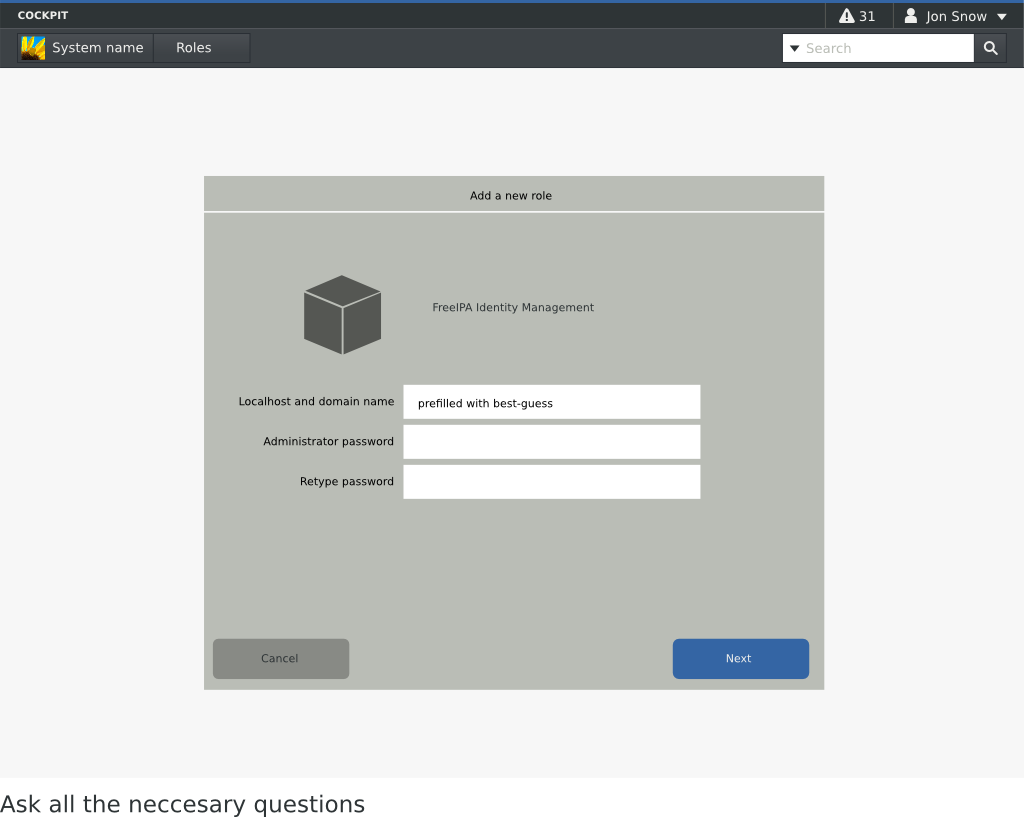 COCKPIT
31
Jon Snow
System name
Roles
Search
Add a new role
FreeIPA Identity Management
Localhost and domain name
prefilled with best-guess
Administrator password
Retype password
Cancel
Next
Ask all the neccesary questions